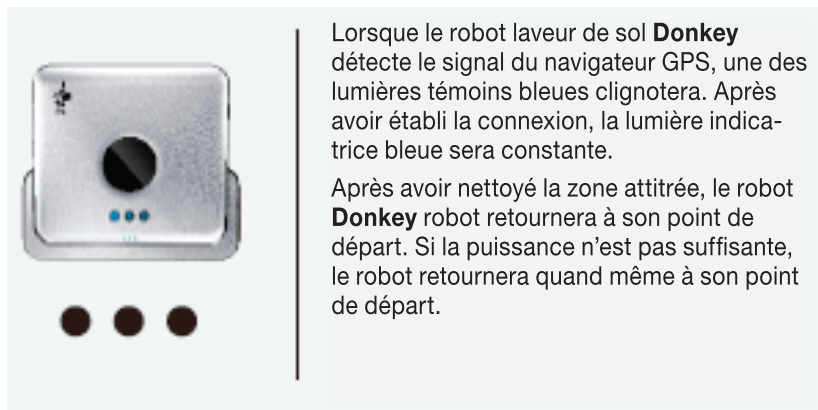 Lorsque le robot laveur de sol Donkey
détecte le signal du navigateur GPS, une des
lumières témoins bleues clignotera. Après
avoir établi la connexion, la lumière indica-
trice bleue sera constante.
Après avoir nettoyé la zone attitrée, le robot
Donkey robot retournera à son point de
départ. Si la puissance n’est pas suffisante,
le robot retournera quand même à son point
de départ.